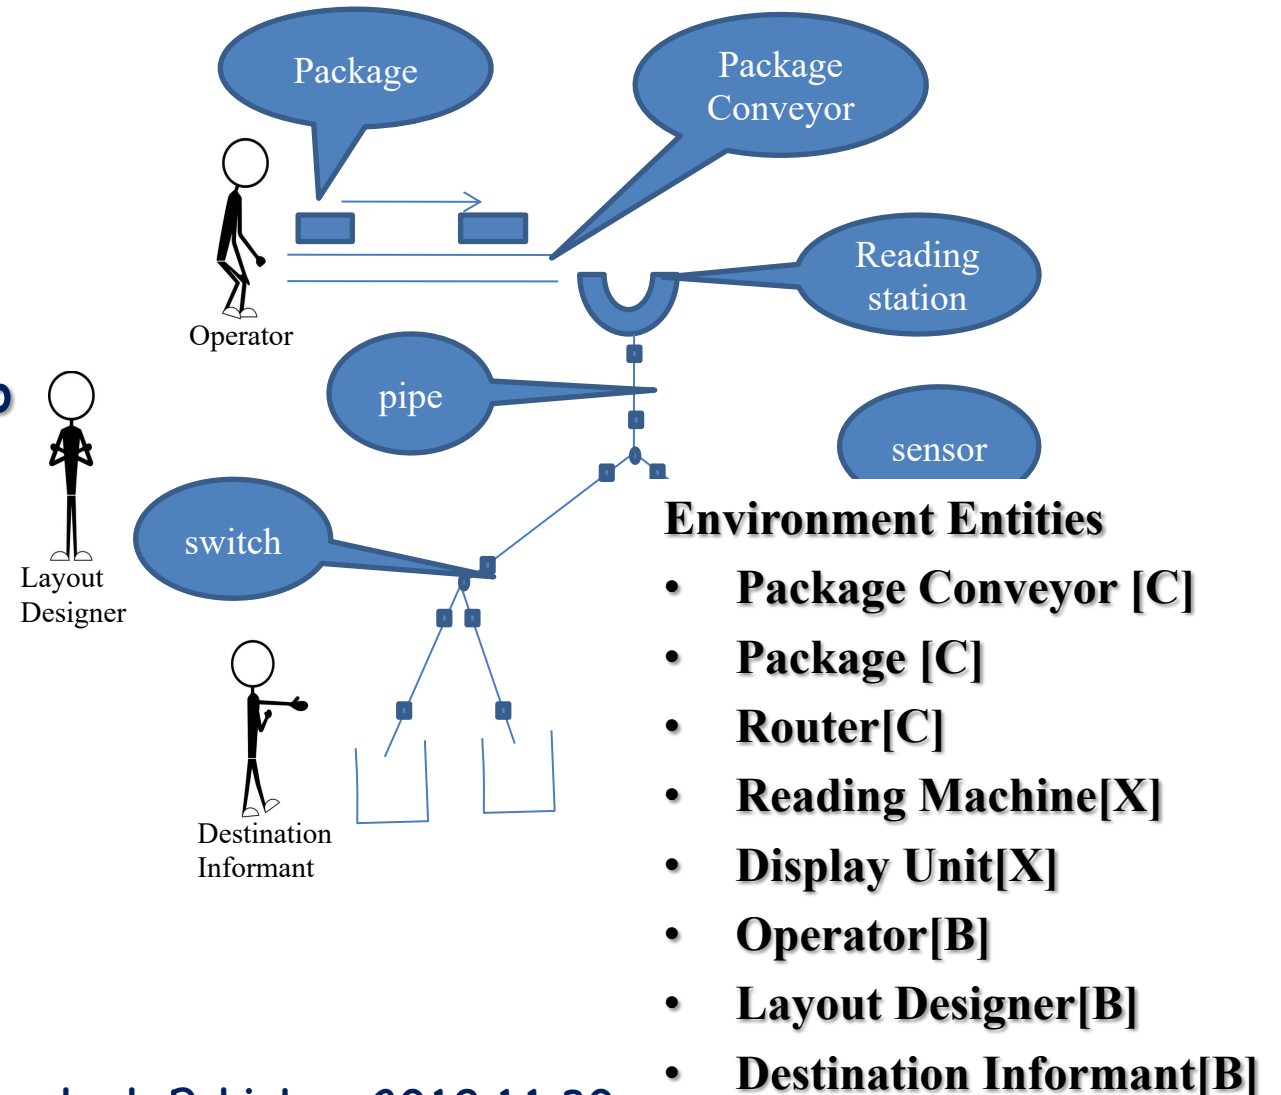 Package
Package
Conveyor
Reading
station
Operator
pipe
sensor
switch
Layout
Designer
Destination
Informant
Environment Entities
• Package Conveyor [C]
• Package [C]
• Router[C]
• Reading Machine[X]
• Display Unit[X]
• Operator[B]
• Layout Designer[B]
• Destination Informant[B]